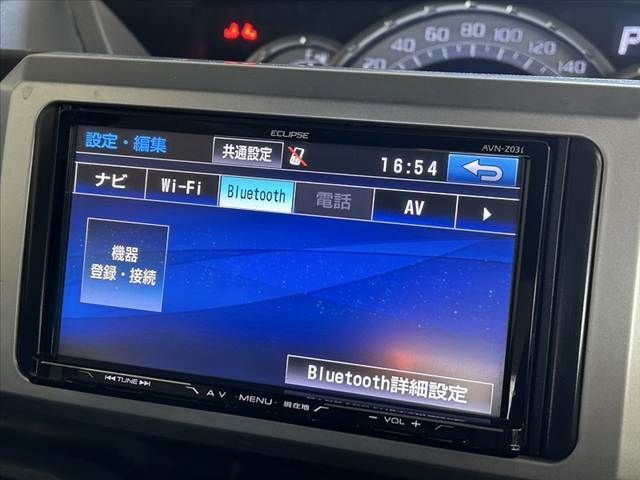 20 40 60 80 100 120 140
P
ECLIPSE
AVN-Z03i
設定・編集
共通設定
16:54
ナビ Wi-Fi Bluetooth 電話 AV
機器
登録・接続
Bluetooth詳細設定
TUNE AV MENU 現在地 − VOL +